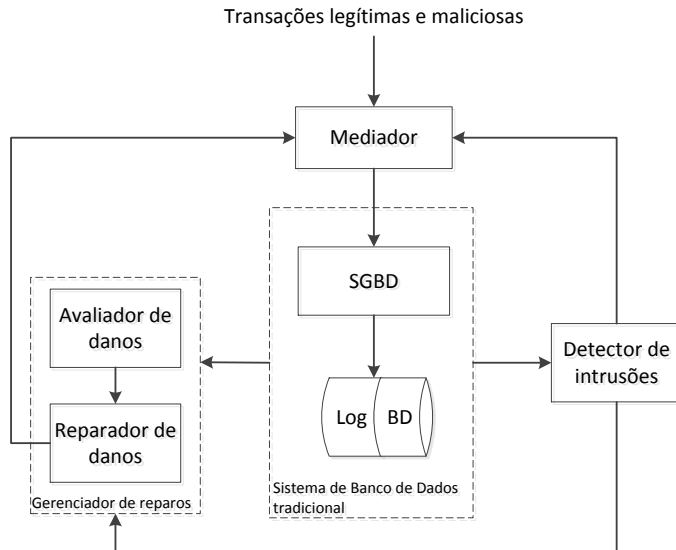 Transações legítimas e maliciosas
Mediador
SGBD
Avaliador de
danos
Detector de
intrusões
Log
BD
Reparador de
danos
Sistema de Banco de Dados
tradicional
Gerenciador de reparos